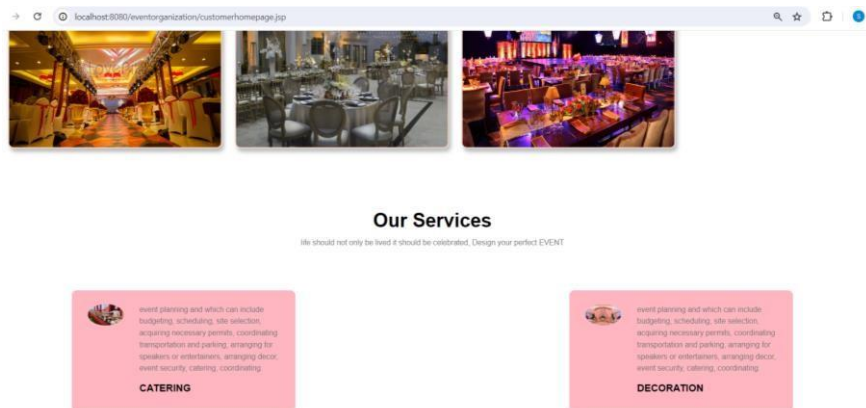 localhost:8080/eventorganization/customerhomepage.jsp
Our Services
life should not only be lived it should be celebrated, Design your perfect EVENT
event planning and which can include
budgeting, scheduling, site selection,
acquiring necessary permits, coordinating
transportation and parking, arranging for
speakers or entertainers, arranging decor,
event security, catering, coordinating
CATERING
event planning and which can include
budgeting, scheduling, site selection,
acquiring necessary permits, coordinating
transportation and parking, arranging for
speakers or entertainers, arranging decor,
event security, catering, coordinating
DECORATION